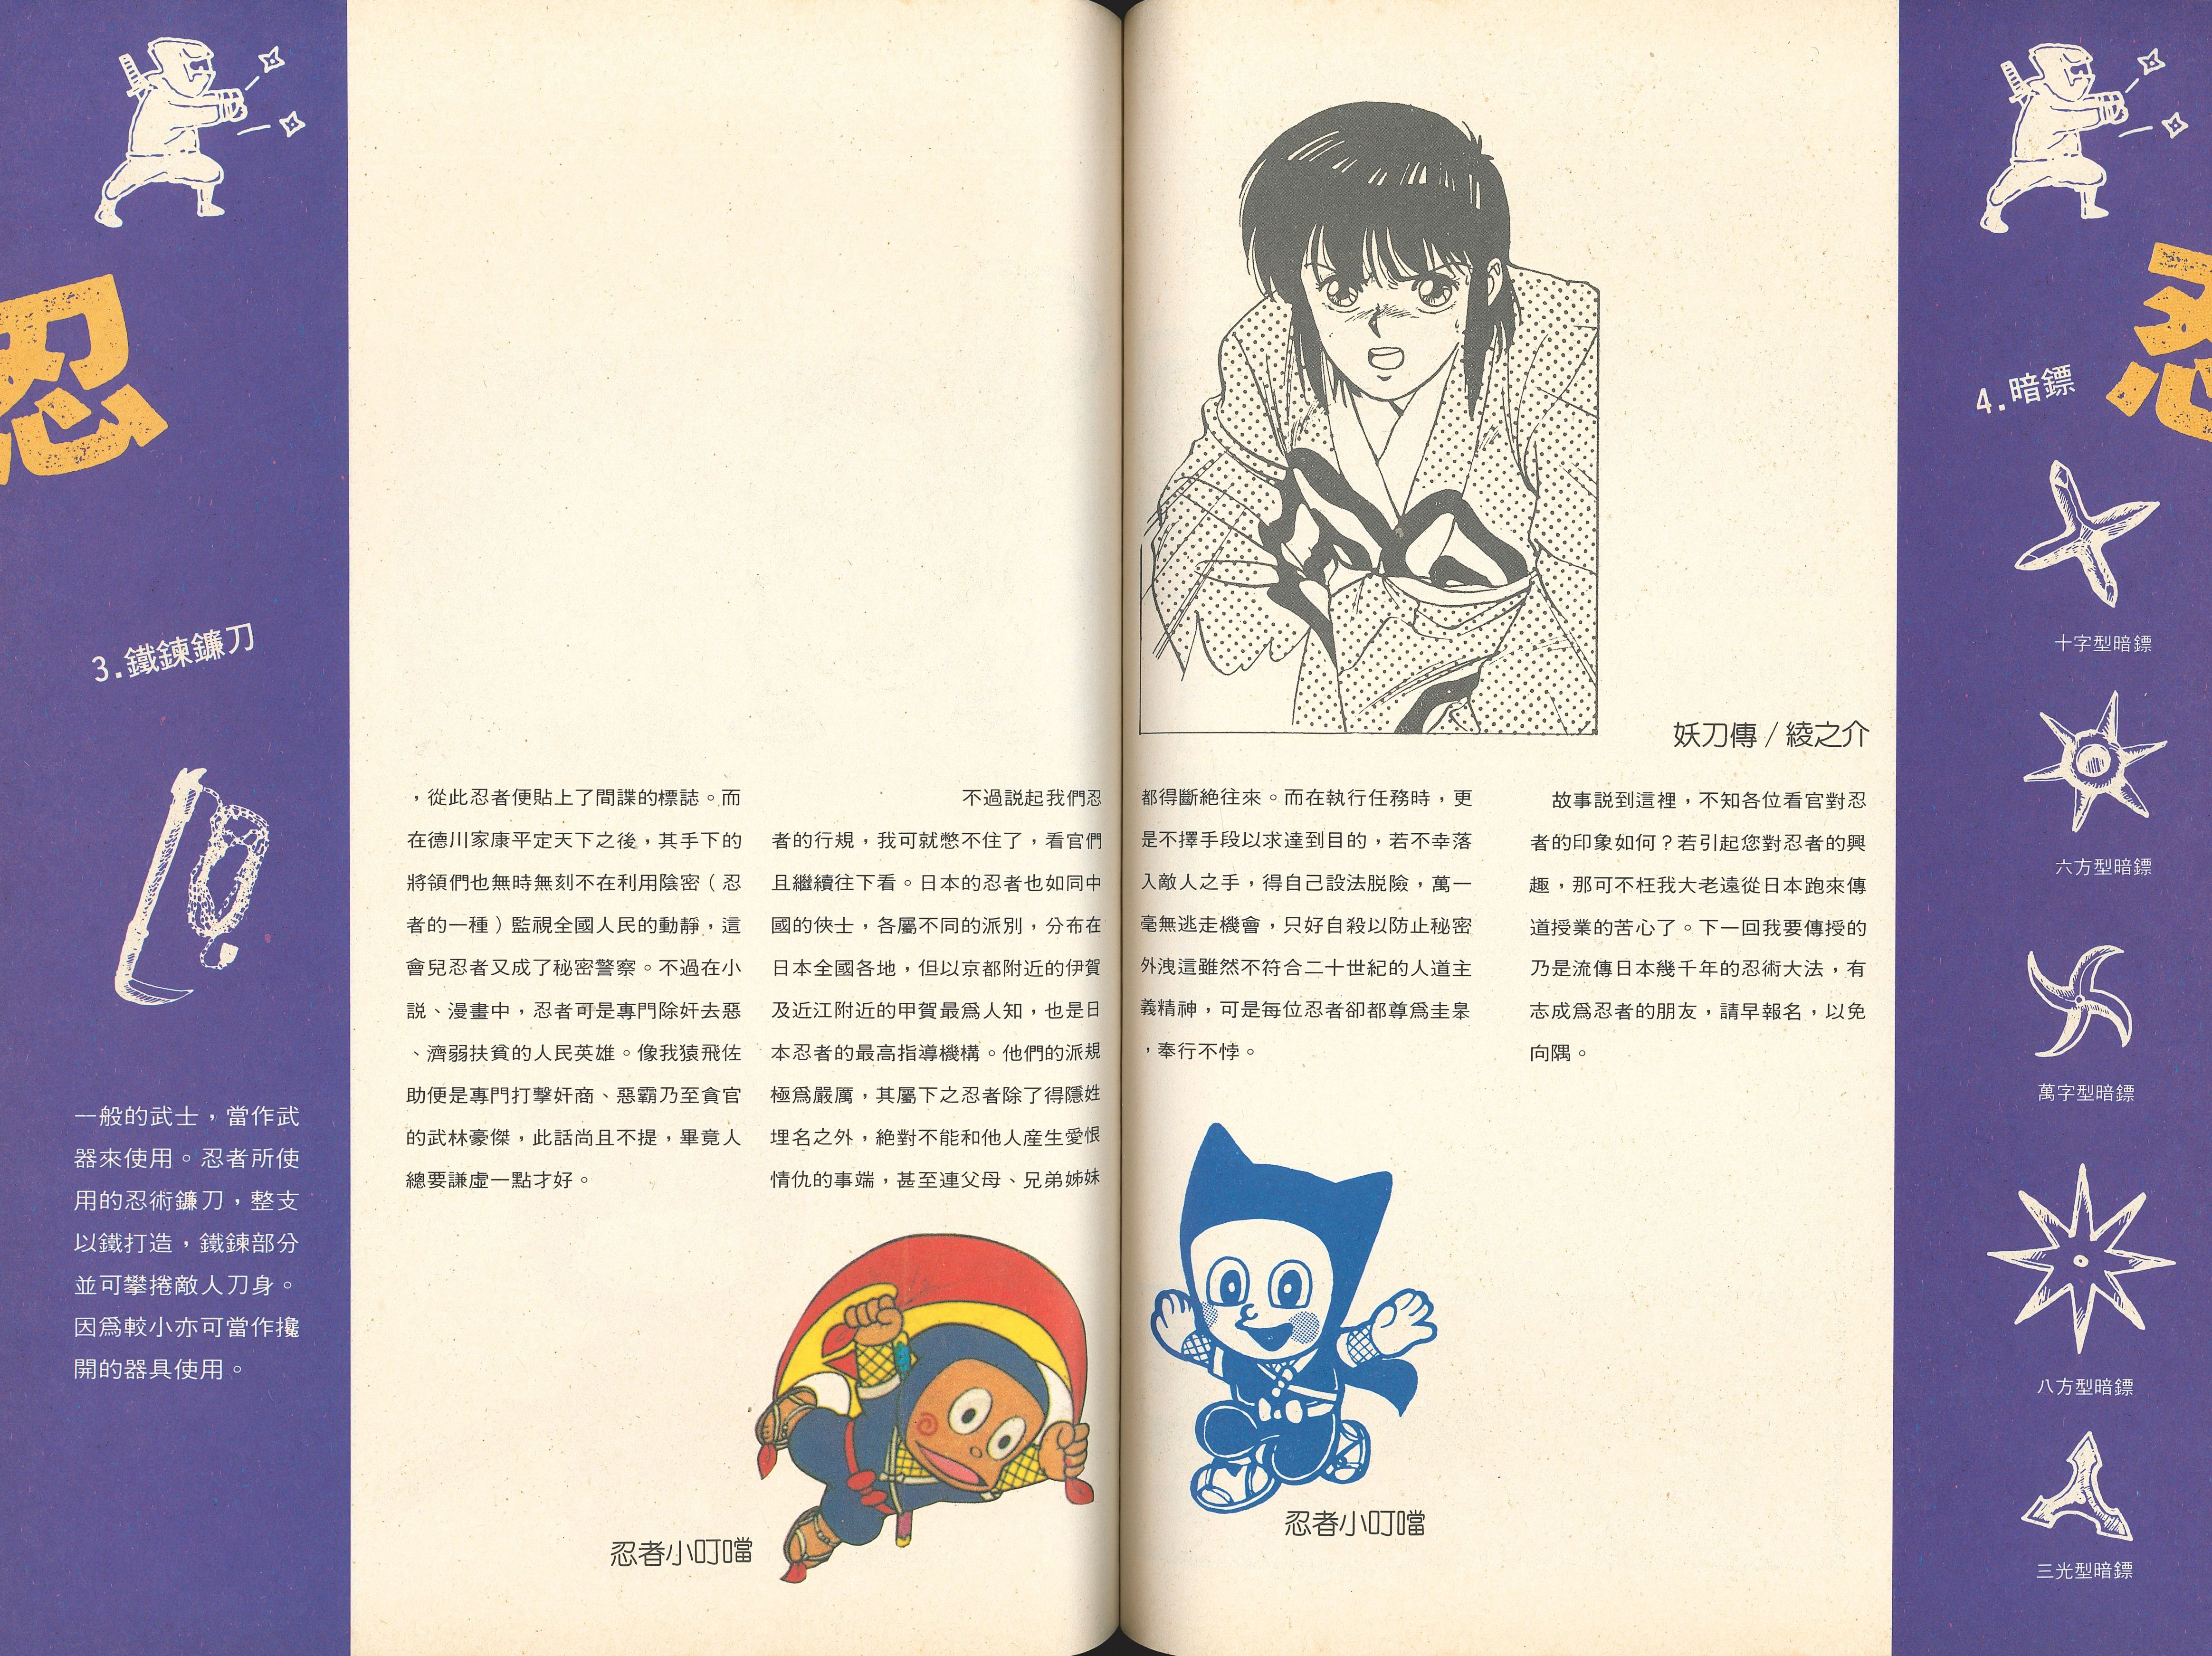 忍
3.鐵鍊鐮刀
一般的武士，當作武
器來使用。忍者所使
用的忍術鐮刀，整支
以鐵打造，鐵鍊部分
並可攀捲敵人刀身。
因爲較小亦可當作攙
開的器具使用。
，從此忍者便貼上了間諜的標誌。而
在德川家康平定天下之後，其手下的
將領們也無時無刻不在利用陰密（忍
者的一種）監視全國人民的動靜，這
會兒忍者又成了秘密警察。不過在小
説、漫畫中，忍者可是專門除奸去惡
、濟弱扶貧的人民英雄。像我猿飛佐
助便是專門打擊奸商、惡霸乃至貪官
的武林豪傑，此話尚且不提，畢竟人
總要謙虛一點才好。
不過説起我們忍
者的行規，我可就憋不住了，看官們
且繼續往下看。日本的忍者也如同中
國的俠士，各屬不同的派別，分布在
日本全國各地，但以京都附近的伊賀
及近江附近的甲賀最爲人知，也是日
本忍者的最高指導機構。他們的派規
極爲嚴厲，其屬下之忍者除了得隱姓
埋名之外，絶對不能和他人産生愛恨
情仇的事端，甚至連父母、兄弟姊妹
忍者小叮噹
妖刀傳／綾之介
都得斷絶往來。而在執行任務時，更
是不擇手段以求達到目的，若不幸落
入敵人之手，得自己設法脱險，萬一
毫無逃走機會，只好自殺以防止秘密
外洩這雖然不符合二十世紀的人道主
義精神，可是每位忍者卻都尊爲圭臬
，奉行不悖。
故事説到這裡，不知各位看官對忍
者的印象如何？若引起您對忍者的興
趣，那可不枉我大老遠從日本跑來傳
道授業的苦心了。下一回我要傳授的
乃是流傳日本幾千年的忍術大法，有
志成爲忍者的朋友，請早報名，以免
向隅。
忍者小叮噹
忍
4.暗鏢
十字型暗鏢
六方型暗鏢
萬字型暗鏢
八方型暗鏢
三光型暗鏢